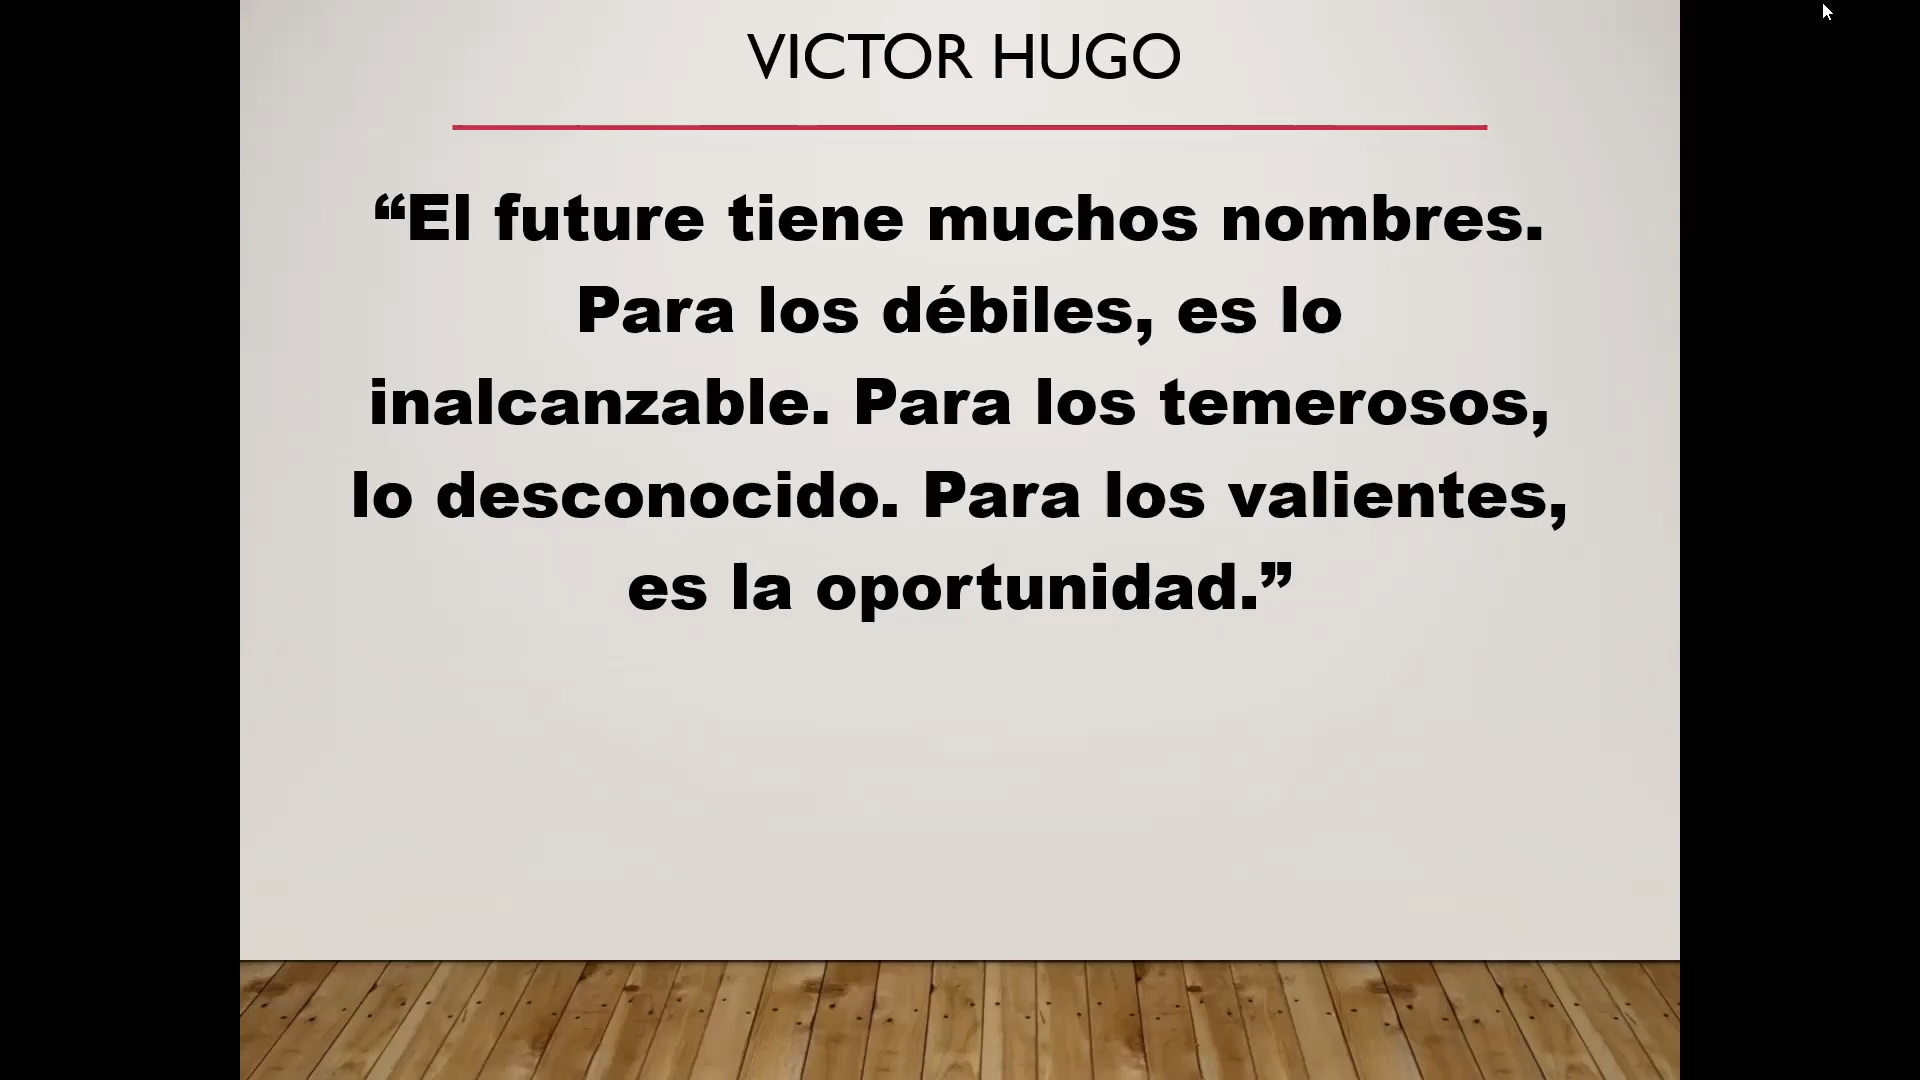 VICTOR HUGO
“El future tiene muchos nombres.
Para los débiles, es lo
inalcanzable. Para los temerosos,
lo desconocido. Para los valientes,
es la oportunidad.”